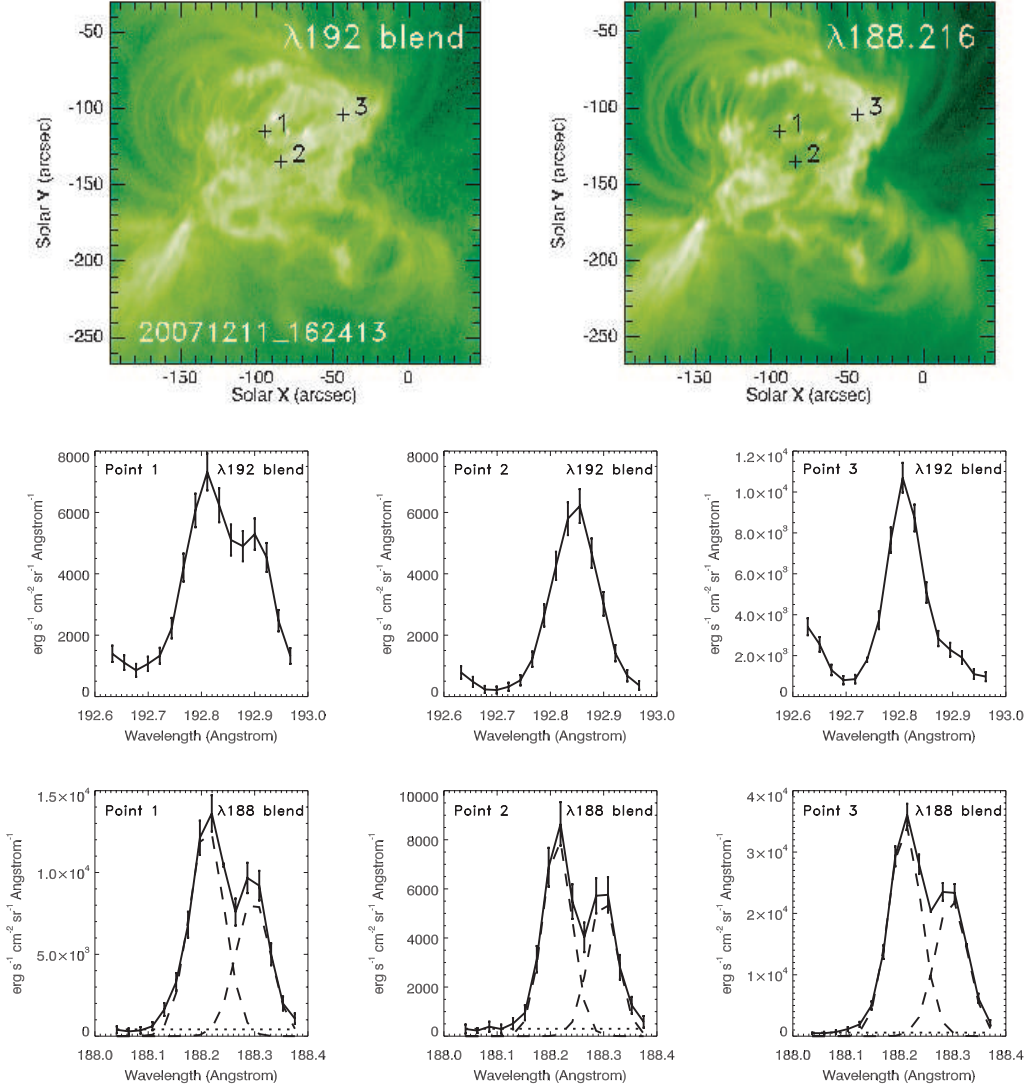 λ192 blend
λ188.216
-50
-100
-150
-200
-250
Solar Y (arcsec)
1
2
3
20071211_162413
-150
-100
-50
0
Solar X (arcsec)
-50
-100
-150
-200
-250
Solar Y (arcsec)
1
2
3
-150
-100
-50
0
Solar X (arcsec)
Point 1
λ192 blend
8000
6000
4000
2000
0
erg s⁻¹ cm⁻² sr⁻¹ Angstrom⁻¹
192.6
192.7
192.8
192.9
193.0
Wavelength (Angstrom)
Point 2
λ192 blend
8000
6000
4000
2000
0
erg s⁻¹ cm⁻² sr⁻¹ Angstrom⁻¹
192.6
192.7
192.8
192.9
193.0
Wavelength (Angstrom)
Point 3
λ192 blend
1.2×10⁴
1.0×10⁴
8.0×10³
6.0×10³
4.0×10³
2.0×10³
0
erg s⁻¹ cm⁻² sr⁻¹ Angstrom⁻¹
192.6
192.7
192.8
192.9
193.0
Wavelength (Angstrom)
Point 1
λ188 blend
1.5×10⁴
1.0×10⁴
5.0×10³
0
erg s⁻¹ cm⁻² sr⁻¹ Angstrom⁻¹
188.0
188.1
188.2
188.3
188.4
Wavelength (Angstrom)
Point 2
λ188 blend
10000
8000
6000
4000
2000
0
erg s⁻¹ cm⁻² sr⁻¹ Angstrom⁻¹
188.0
188.1
188.2
188.3
188.4
Wavelength (Angstrom)
Point 3
λ188 blend
4×10⁴
3×10⁴
2×10⁴
1×10⁴
0
erg s⁻¹ cm⁻² sr⁻¹ Angstrom⁻¹
188.0
188.1
188.2
188.3
188.4
Wavelength (Angstrom)